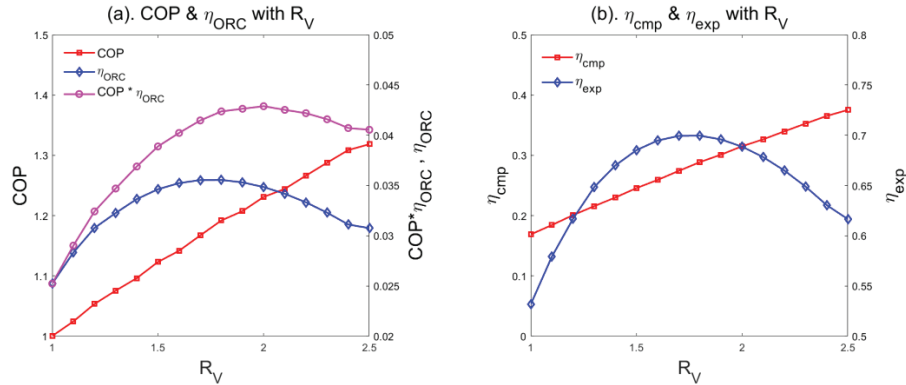 (a). COP & η_ORC with R_V
1.5
1.4
1.3
1.2
1.1
1
COP
0.05
0.045
0.04
0.035
0.03
0.025
0.02
COP*η_ORC , η_ORC
COP
η_ORC
COP * η_ORC
1
1.5
2
2.5
R_V
(b). η_cmp & η_exp with R_V
0.5
0.4
0.3
0.2
0.1
0
η_cmp
0.8
0.75
0.7
0.65
0.6
0.55
0.5
η_exp
η_cmp
η_exp
1
1.5
2
2.5
R_V